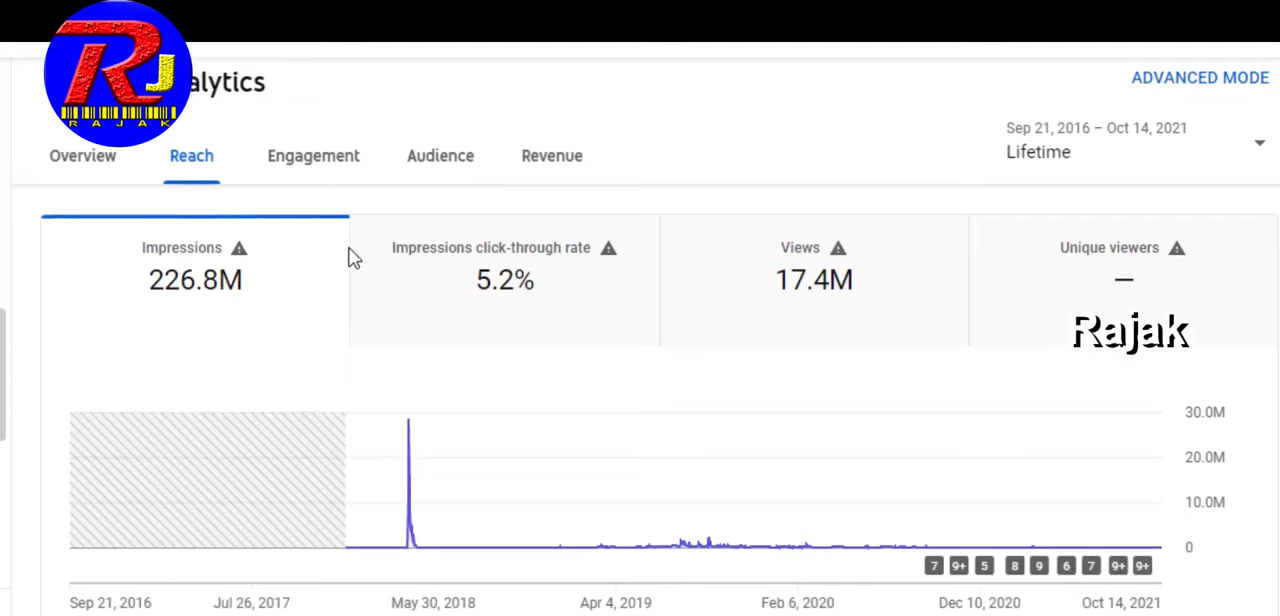 RJ
RAJAK
alytics
ADVANCED MODE
Overview
Reach
Engagement
Audience
Revenue
Sep 21, 2016 – Oct 14, 2021
Lifetime
Impressions
226.8M
Impressions click-through rate
5.2%
Views
17.4M
Unique viewers
—
Rajak
30.0M
20.0M
10.0M
0
7 9+ 5 8 9 6 7 9+ 9+
Sep 21, 2016 Jul 26, 2017 May 30, 2018 Apr 4, 2019 Feb 6, 2020 Dec 10, 2020 Oct 14, 2021